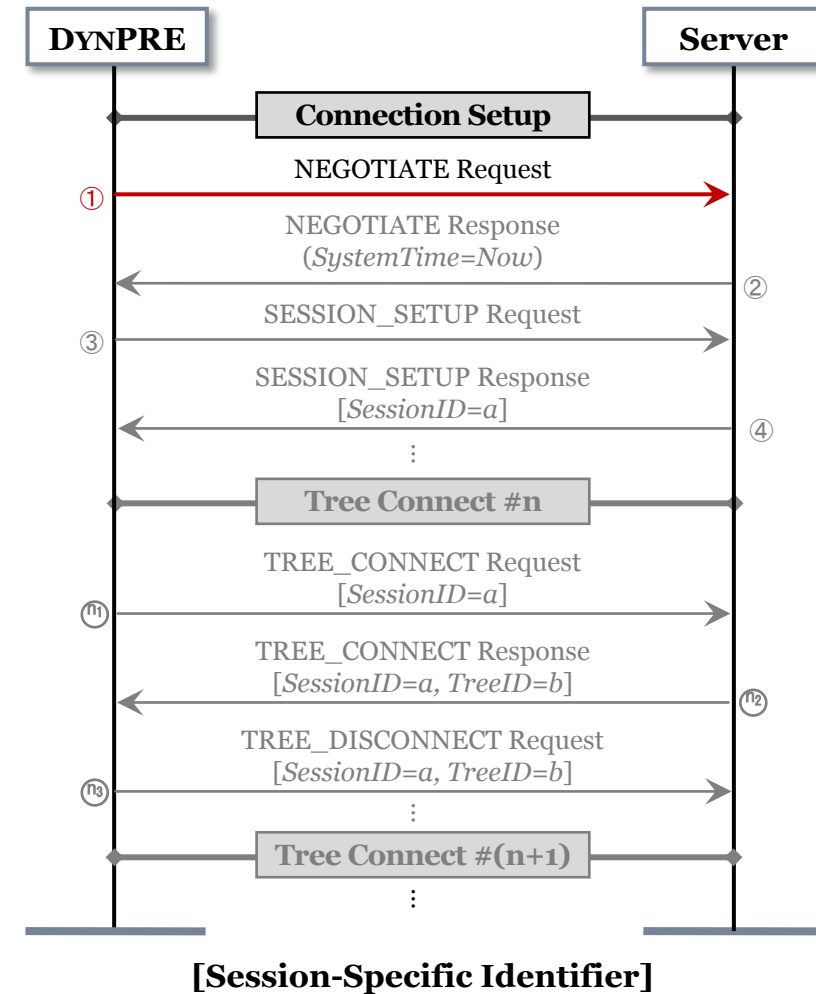 DYNPRE
Server
Connection Setup
NEGOTIATE Request
①
NEGOTIATE Response
(SystemTime=Now)
②
SESSION_SETUP Request
③
SESSION_SETUP Response
[SessionID=a]
④
⋮
Tree Connect #n
TREE_CONNECT Request
[SessionID=a]
n1
TREE_CONNECT Response
[SessionID=a, TreeID=b]
n2
TREE_DISCONNECT Request
[SessionID=a, TreeID=b]
n3
⋮
Tree Connect #(n+1)
⋮
[Session-Specific Identifier]